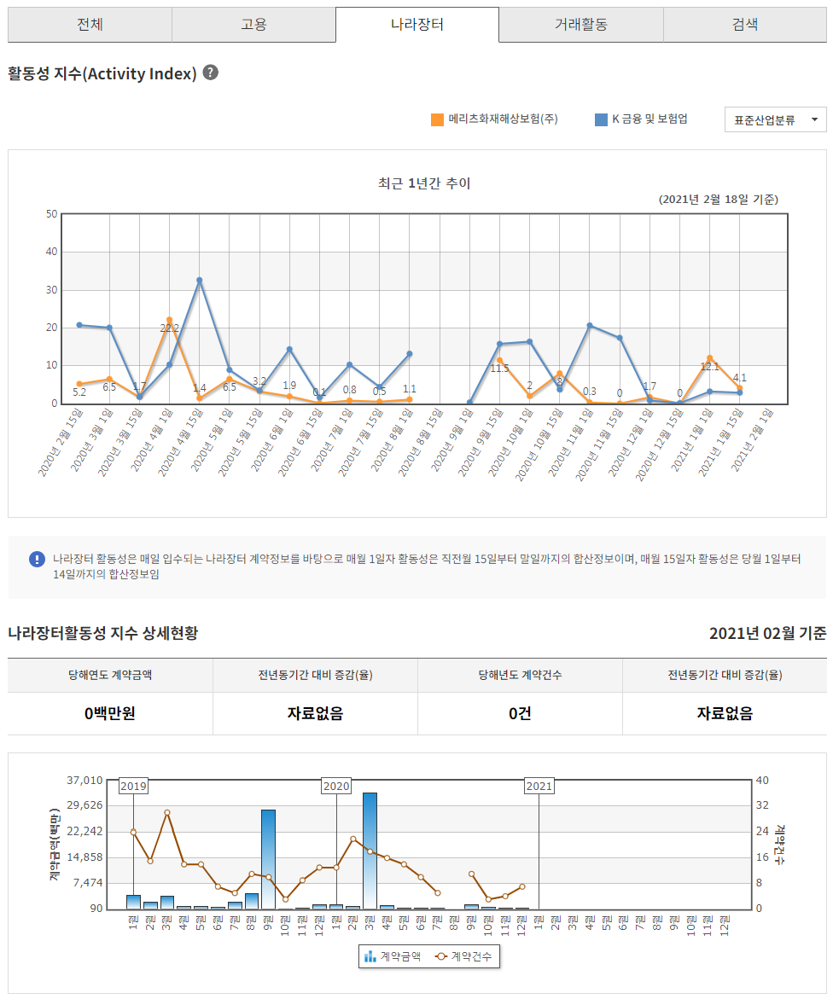 전체
고용
나라장터
거래활동
검색
활동성 지수(Activity Index) ?
메리츠화재해상보험(주)
K 금융 및 보험업
표준산업분류
최근 1년간 추이
(2021년 2월 18일 기준)
50
40
30
20
10
0
5.2
6.5
1.7
22.2
1.4
6.5
3.2
1.9
0.1
0.8
0.5
1.1
11.5
2
8
0.3
0
1.7
0
12.1
4.1
2020년 2월 15일
2020년 3월 1일
2020년 3월 15일
2020년 4월 1일
2020년 4월 15일
2020년 5월 1일
2020년 5월 15일
2020년 6월 1일
2020년 6월 15일
2020년 7월 1일
2020년 7월 15일
2020년 8월 1일
2020년 8월 15일
2020년 9월 1일
2020년 9월 15일
2020년 10월 1일
2020년 10월 15일
2020년 11월 1일
2020년 11월 15일
2020년 12월 1일
2020년 12월 15일
2021년 1월 1일
2021년 1월 15일
2021년 2월 1일
나라장터 활동성은 매일 입수되는 나라장터 계약정보를 바탕으로 매월 1일자 활동성은 직전월 15일부터 말일까지의 합산정보이며, 매월 15일자 활동성은 당월 1일부터
14일까지의 합산정보임
나라장터활동성 지수 상세현황
2021년 02월 기준
당해연도 계약금액
전년동기간 대비 증감(율)
당해년도 계약건수
전년동기간 대비 증감(율)
0백만원
자료없음
0건
자료없음
37,010
29,626
22,242
14,858
7,474
90
계약금액(백만)
2019
2020
2021
40
32
24
16
8
0
계약건수
1월
2월
3월
4월
5월
6월
7월
8월
9월
10월
11월
12월
1월
2월
3월
4월
5월
6월
7월
8월
9월
10월
11월
12월
1월
2월
3월
4월
5월
6월
7월
8월
9월
10월
11월
12월
계약금액
계약건수